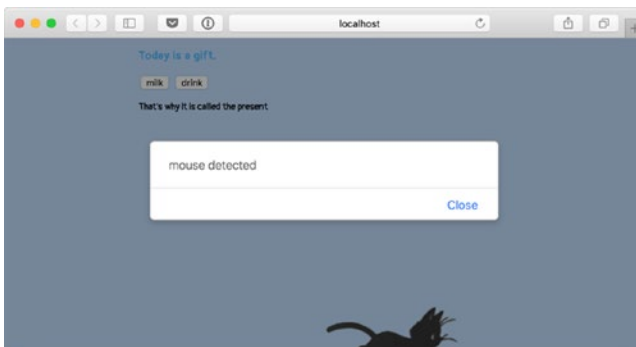 localhost
Today is a gift.
milk drink
That's why it is called the present
mouse detected
Close